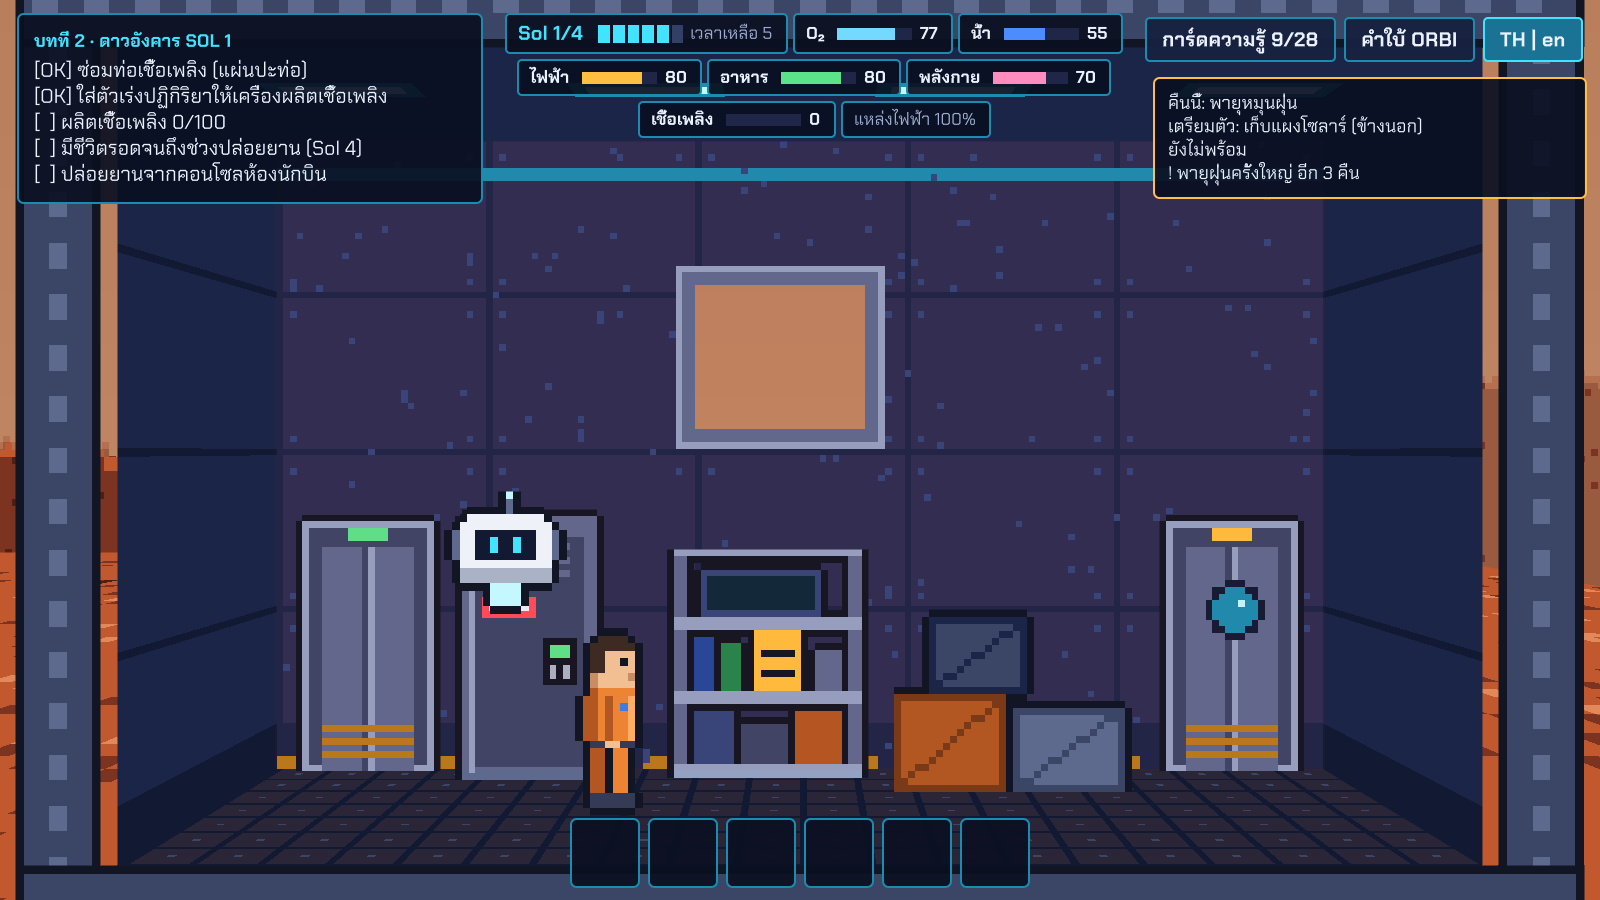 บทที่ 2 · ดาวอังคาร SOL 1
[OK] ซ่อมท่อเชื้อเพลิง (แผ่นปะท่อ)
[OK] ใส่ตัวเร่งปฏิกิริยาให้เครื่องผลิตเชื้อเพลิง
[ ] ผลิตเชื้อเพลิง 0/100
[ ] มีชีวิตรอดจนถึงช่วงปล่อยยาน (Sol 4)
[ ] ปล่อยยานจากคอนโซลห้องนักบิน
Sol 1/4 เวลาเหลือ 5
O₂ 77
น้ำ 55
ไฟฟ้า 80
อาหาร 80
พลังกาย 70
เชื้อเพลิง 0
แหล่งไฟฟ้า 100%
การ์ดความรู้ 9/28
คำใบ้ ORBI
TH | en
คืนนี้: พายุหมุนฝุ่น
เตรียมตัว: เก็บแผงโซลาร์ (ข้างนอก)
ยังไม่พร้อม
! พายุฝุ่นครั้งใหญ่ อีก 3 คืน